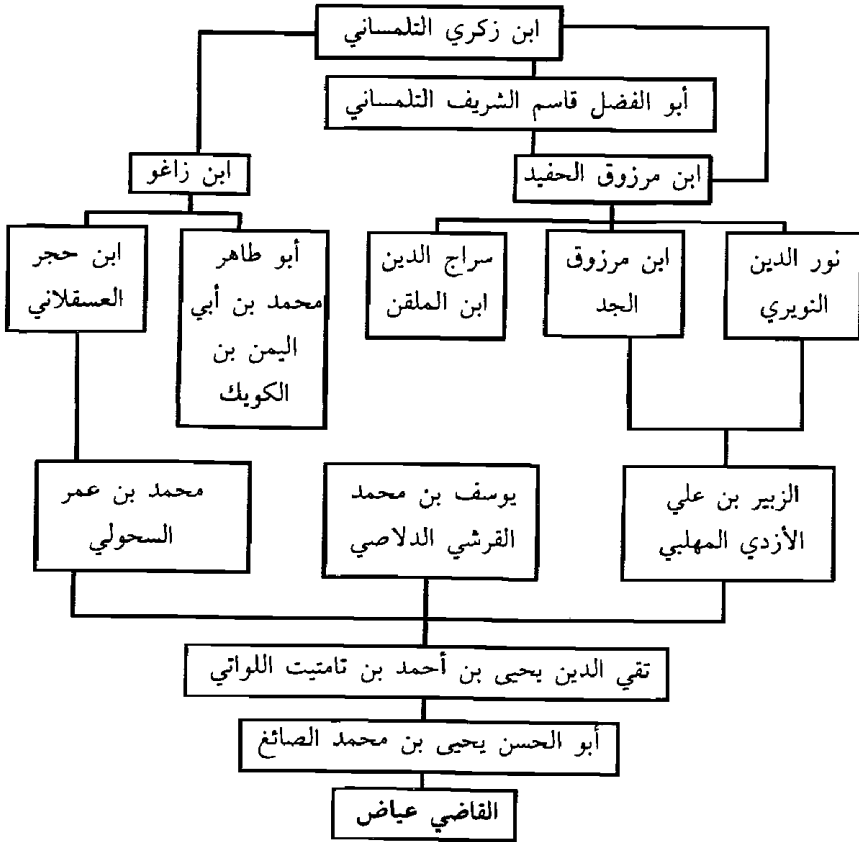 ابن زكري التلمساني
أبو الفضل قاسم الشريف التلمساني
ابن مرزوق الحفيد
ابن زاغو
نور الدين
النويري
ابن مرزوق
الجد
سراج الدين
ابن الملقن
أبو طاهر
محمد بن أبي
اليمن بن
الكويك
ابن حجر
العسقلاني
الزبير بن علي
الأزدي المهلبي
يوسف بن محمد
القرشي الدلاصي
محمد بن عمر
السحولي
تقي الدين يحيى بن أحمد بن تامتيت اللواتي
أبو الحسن يحيى بن محمد الصائغ
القاضي عياض